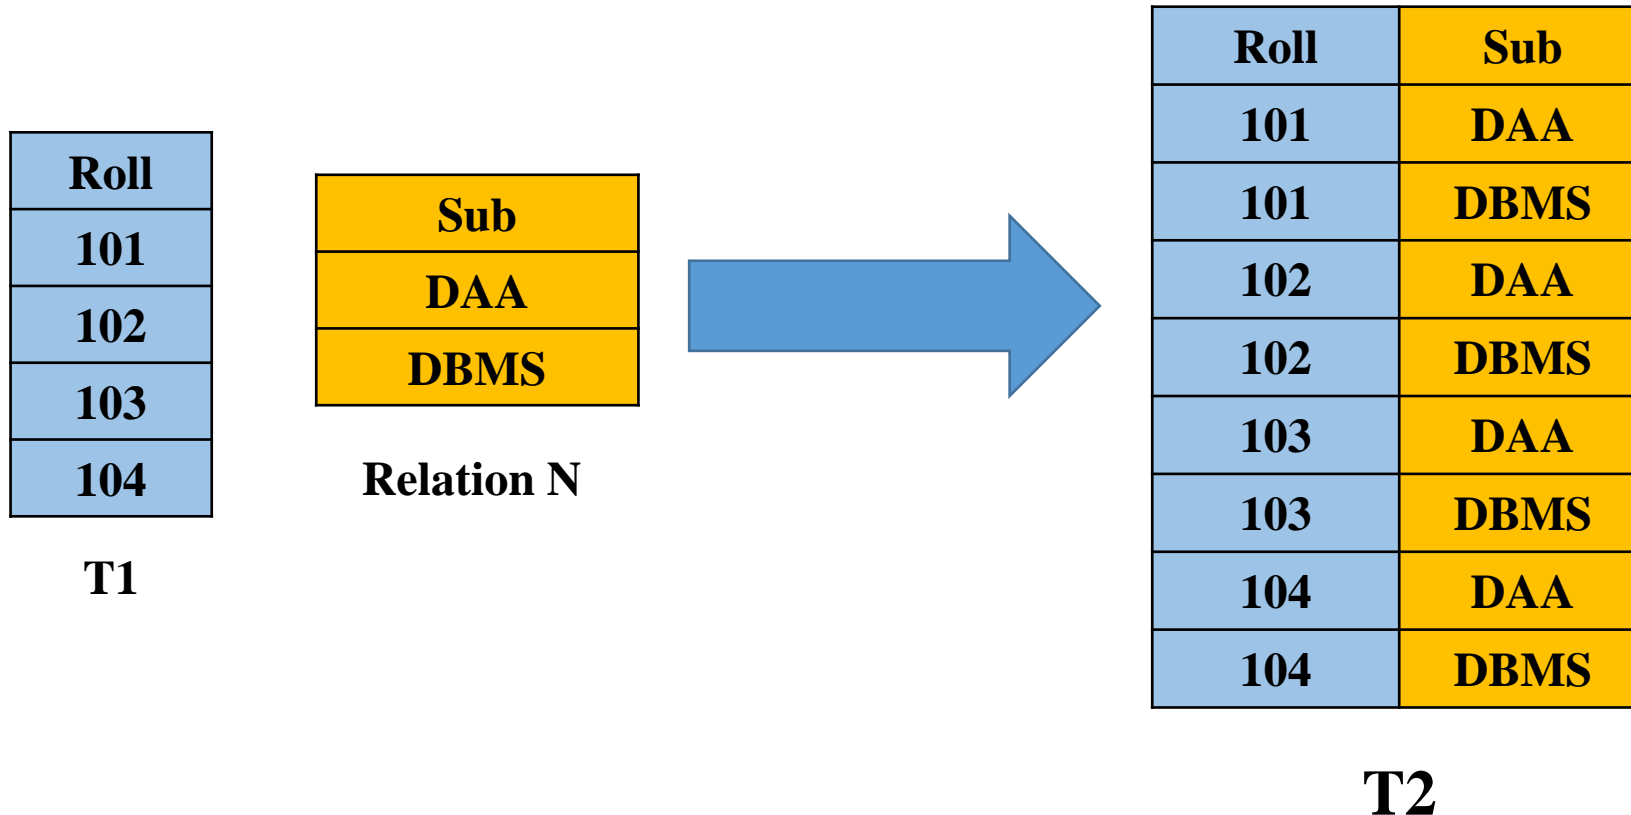 Roll
101
102
103
104
T1
Sub
DAA
DBMS
Relation N
Roll Sub
101 DAA
101 DBMS
102 DAA
102 DBMS
103 DAA
103 DBMS
104 DAA
104 DBMS
T2